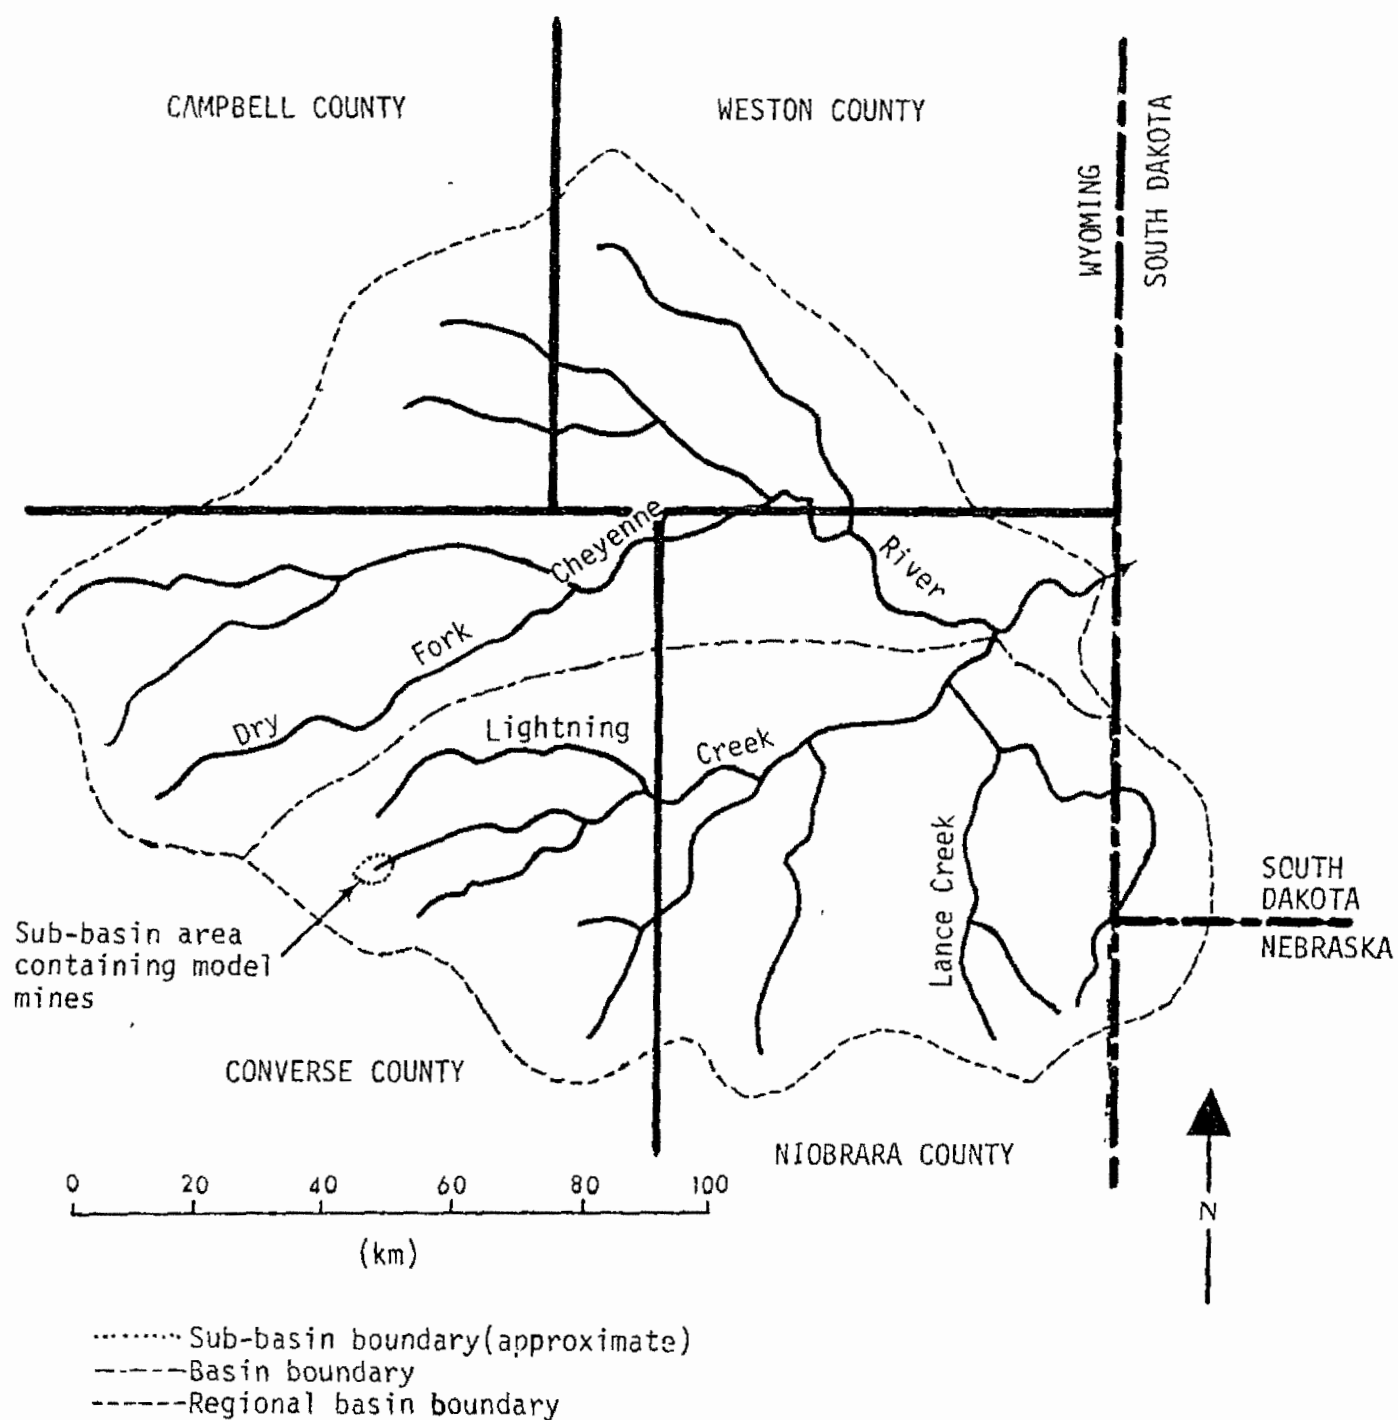 CAMPBELL COUNTY
WESTON COUNTY
WYOMING
SOUTH DAKOTA
Cheyenne
River
Fork
Dry
Lightning
Creek
Lance Creek
SOUTH
DAKOTA
NEBRASKA
Sub-basin area
containing model
mines
CONVERSE COUNTY
NIOBRARA COUNTY
0 20 40 60 80 100
(km)
N
Sub-basin boundary(approximate)
Basin boundary
Regional basin boundary